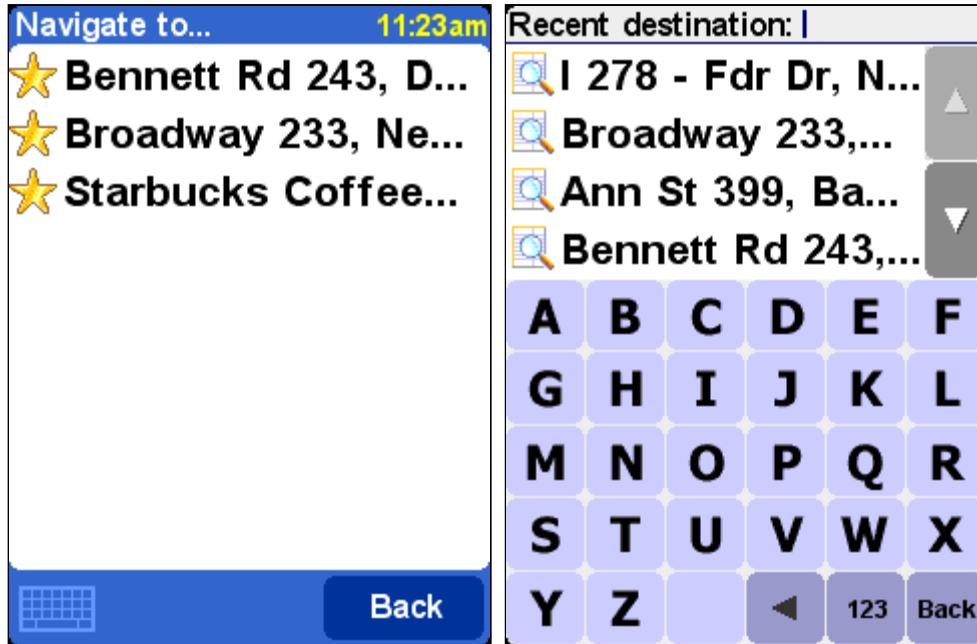 Navigate to... 11:23am
Bennett Rd 243, D...
Broadway 233, Ne...
Starbucks Coffee...
Back
Recent destination:
I 278 - Fdr Dr, N...
Broadway 233,...
Ann St 399, Ba...
Bennett Rd 243,...
A B C D E F
G H I J K L
M N O P Q R
S T U V W X
Y Z 123 Back